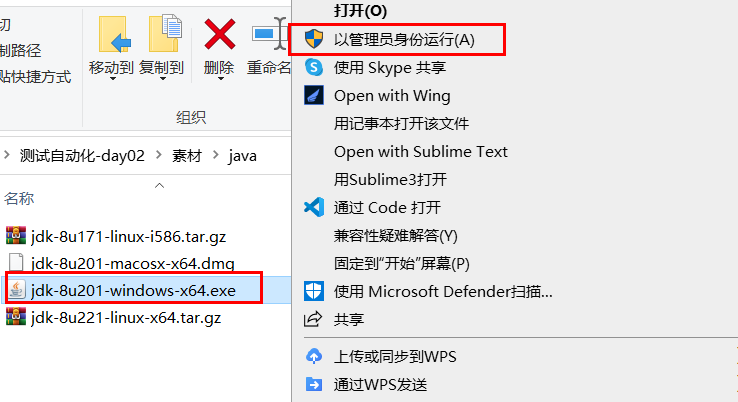 切
制路径
贴快捷方式
移动到 复制到
删除 重命名
组织
测试自动化-day02 > 素材 > java
名称
jdk-8u171-linux-i586.tar.gz
jdk-8u201-macosx-x64.dmg
jdk-8u201-windows-x64.exe
jdk-8u221-linux-x64.tar.gz
打开(O)
以管理员身份运行(A)
使用 Skype 共享
Open with Wing
用记事本打开该文件
Open with Sublime Text
用Sublime3打开
通过 Code 打开
兼容性疑难解答(Y)
固定到"开始"屏幕(P)
使用 Microsoft Defender扫描...
共享
上传或同步到WPS
通过WPS发送